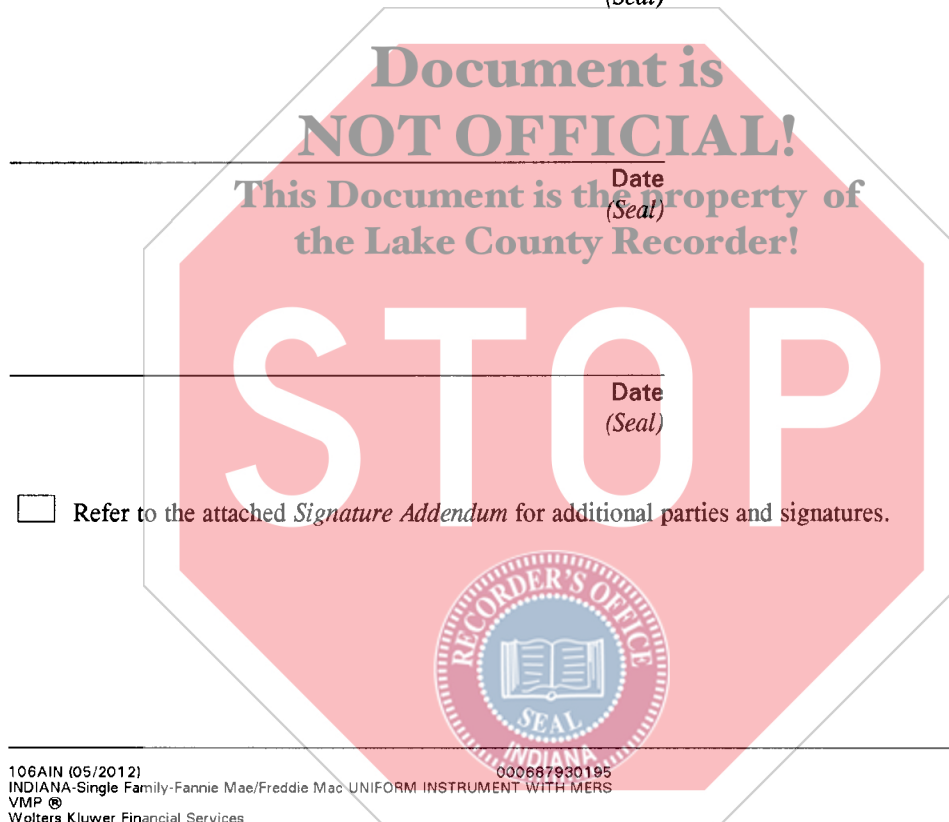 (Seal)
Document is
NOT OFFICIAL!
Date
This Document is the property of
(Seal)
the Lake County Recorder!
STOP
Date
(Seal)
Refer to the attached Signature Addendum for additional parties and signatures.
RECORDER'S OFFICE
SEAL
INDIANA
106AIN (05/2012)
000687930195
INDIANA-Single Family-Fannie Mae/Freddie Mac UNIFORM INSTRUMENT WITH MERS
VMP ®
Wolters Kluwer Financial Services